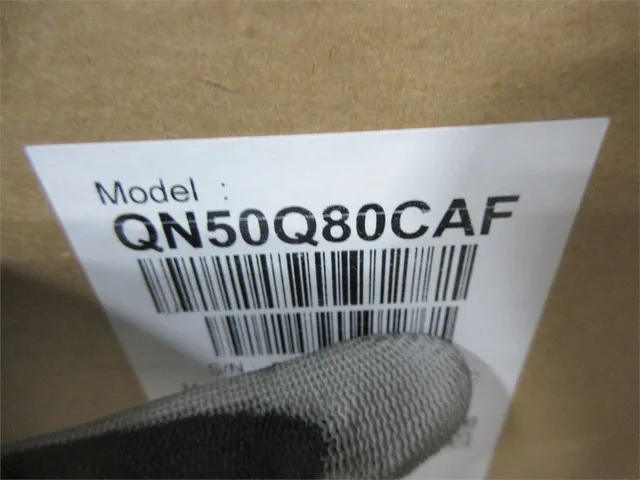 Model :
QN50Q80CAF
S/N